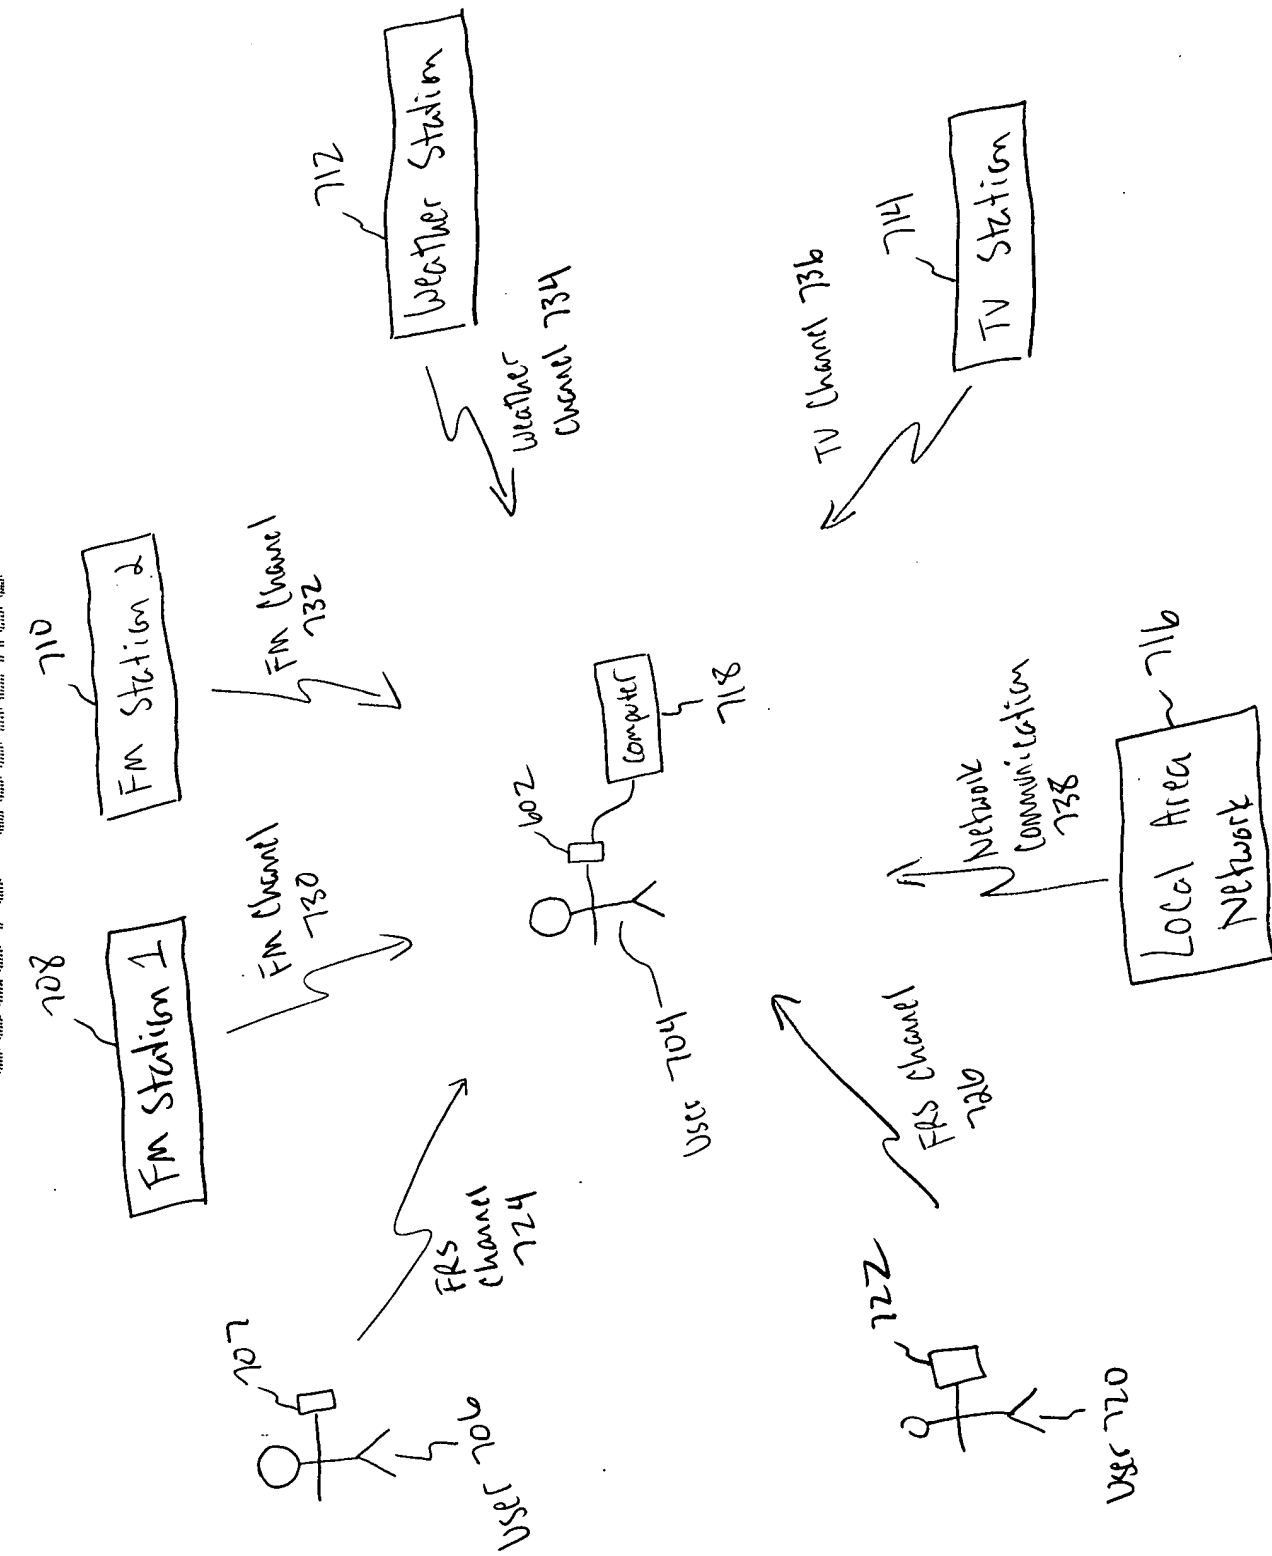 708
FM Station 1
FM Channel
730
710
FM Station 2
FM Channel
732
712
Weather Station
Weather
Channel 734
707
User 706
FRS
Channel
724
602
Computer
718
User 704
TV Channel 736
714
TV Station
722
User 720
FRS Channel
726
Network
Communication
738
716
Local Area
Network